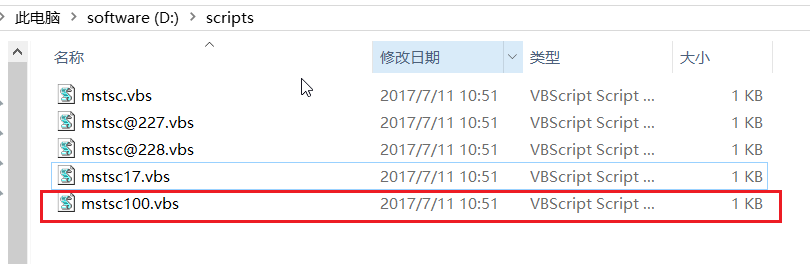 此电脑 > software (D:) > scripts
名称 修改日期 类型 大小
mstsc.vbs 2017/7/11 10:51 VBScript Script ... 1 KB
mstsc@227.vbs 2017/7/11 10:51 VBScript Script ... 1 KB
mstsc@228.vbs 2017/7/11 10:51 VBScript Script ... 1 KB
mstsc17.vbs 2017/7/11 10:51 VBScript Script ... 1 KB
mstsc100.vbs 2017/7/11 10:51 VBScript Script ... 1 KB